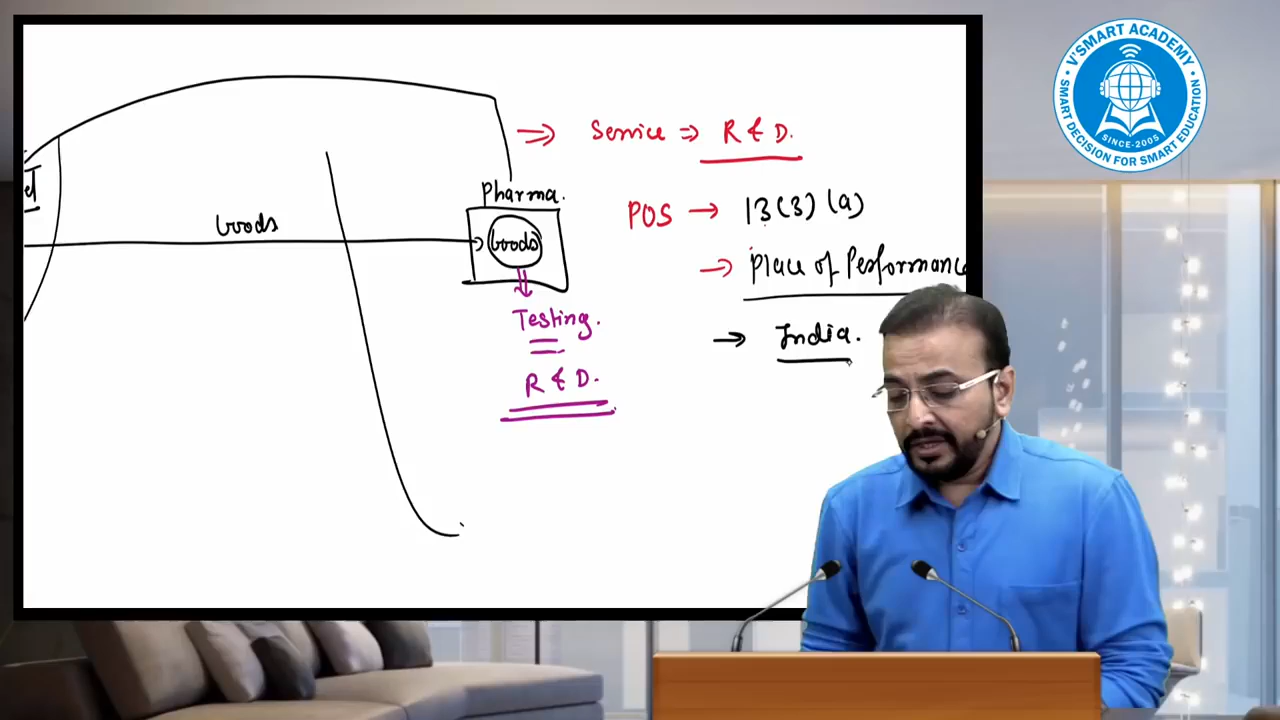 V'SMART ACADEMY
SMART DECISION FOR SMART EDUCATION
SINCE-2005
Service ⇒ R & D.
Pharma.
POS → 13(3)(a)
Goods
Goods
→ Place of Performance
Testing.
→ India.
R & D.